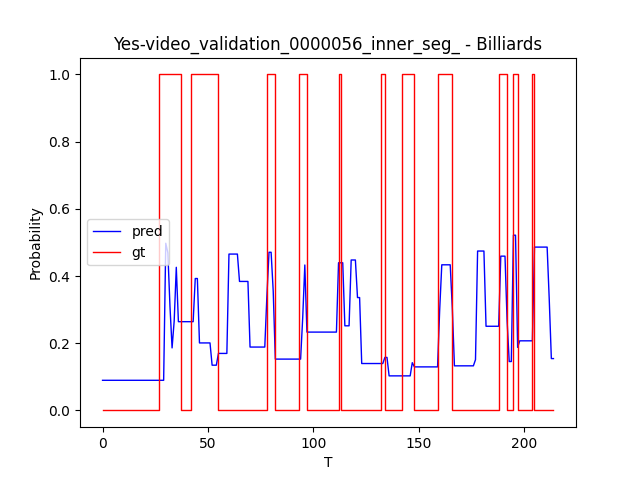 Yes-video_validation_0000056_inner_seg_ - Billiards
1.0
0.8
0.6
0.4
0.2
0.0
Probability
pred
gt
0
50
100
150
200
T